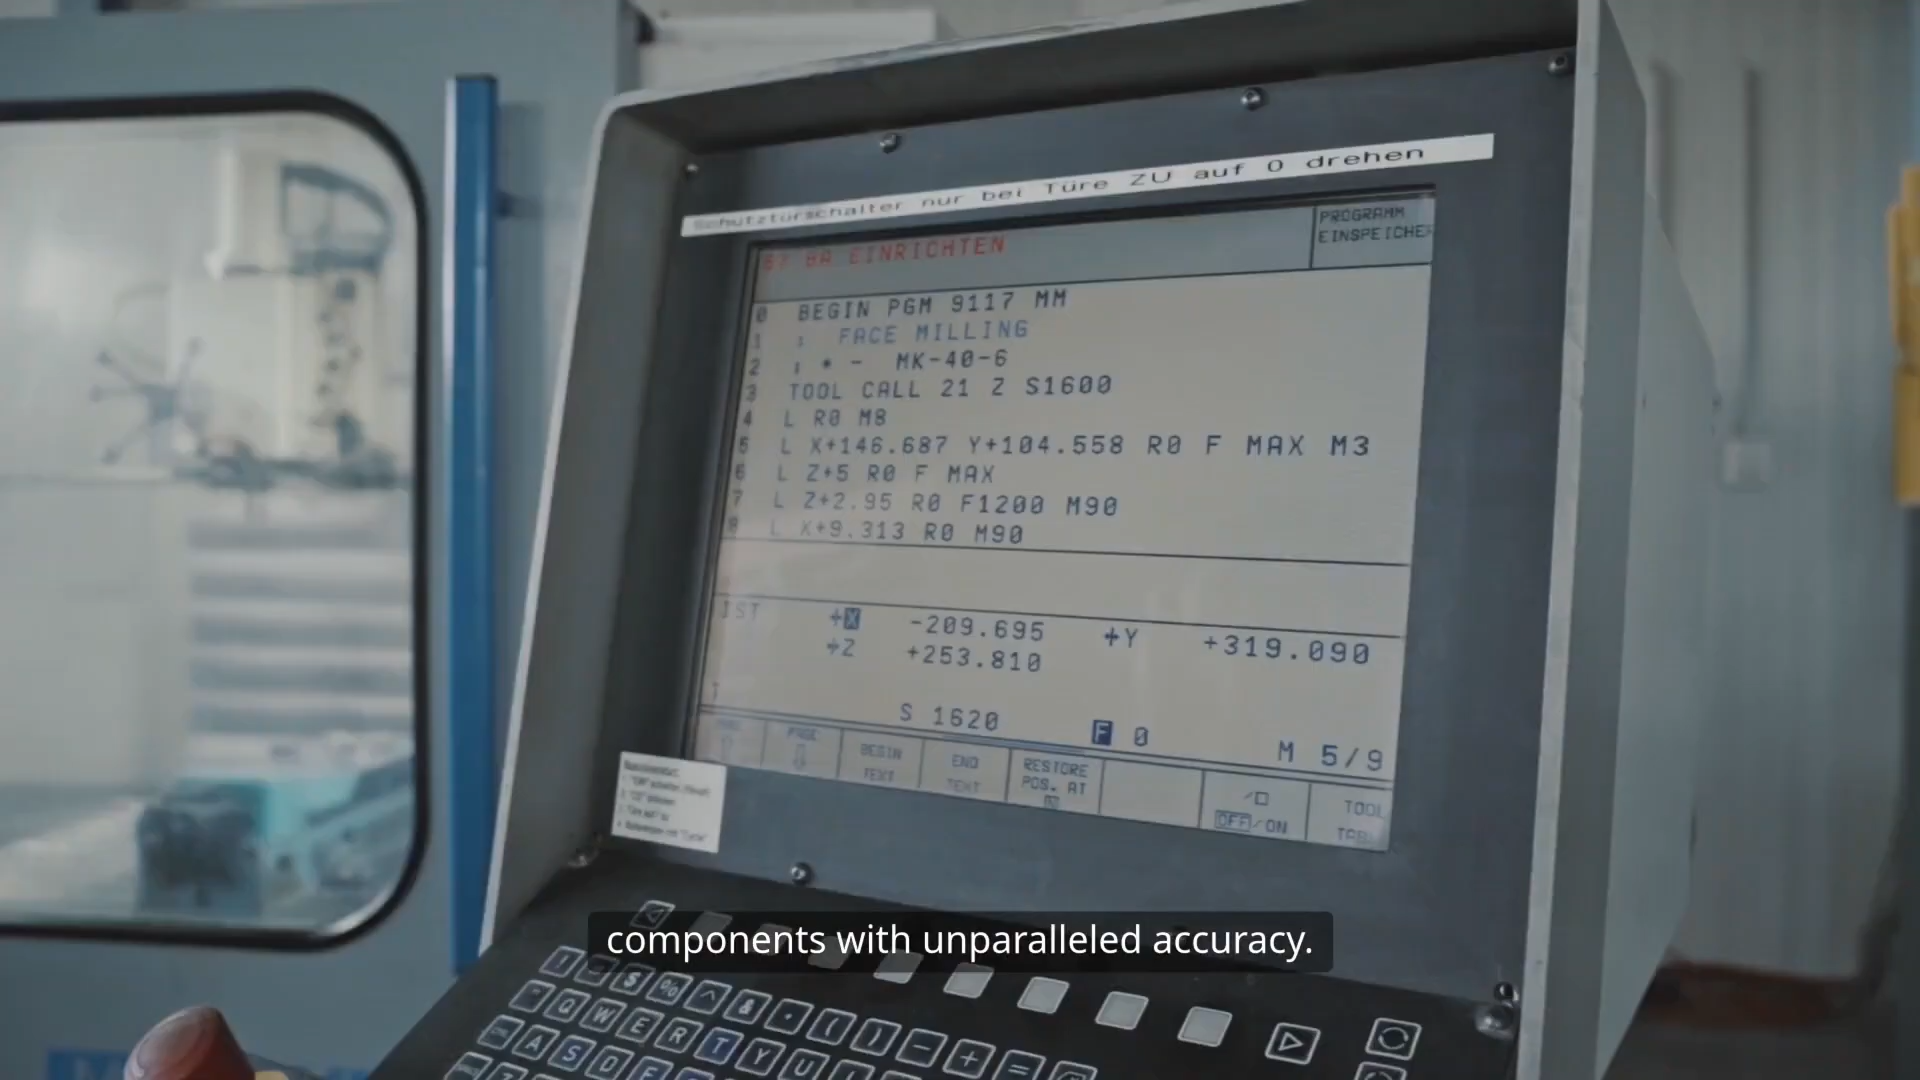 Schutztürschalter nur bei Türe ZU auf 0 drehen
BA EINRICHTEN
PROGRAMM
EINSPEICHER
0 BEGIN PGM 9117 MM
1 ; FACE MILLING
2 ; * - MK-40-6
3 TOOL CALL 21 Z S1600
4 L R0 M8
5 L X+146.687 Y+104.558 R0 F MAX M3
6 L Z+5 R0 F MAX
7 L Z+2.95 R0 F1200 M90
8 L X+9.313 R0 M90
IST X -209.695 Y +319.090
Z +253.810
T
S 1620 F 0 M 5/9
PAGE PAGE BEGIN TEXT END TEXT RESTORE POS. AT N OFF/ON TOOL
components with unparalleled accuracy.
! $ % ^ & * ( ) - + =
Q W E R T Y U
A S D F